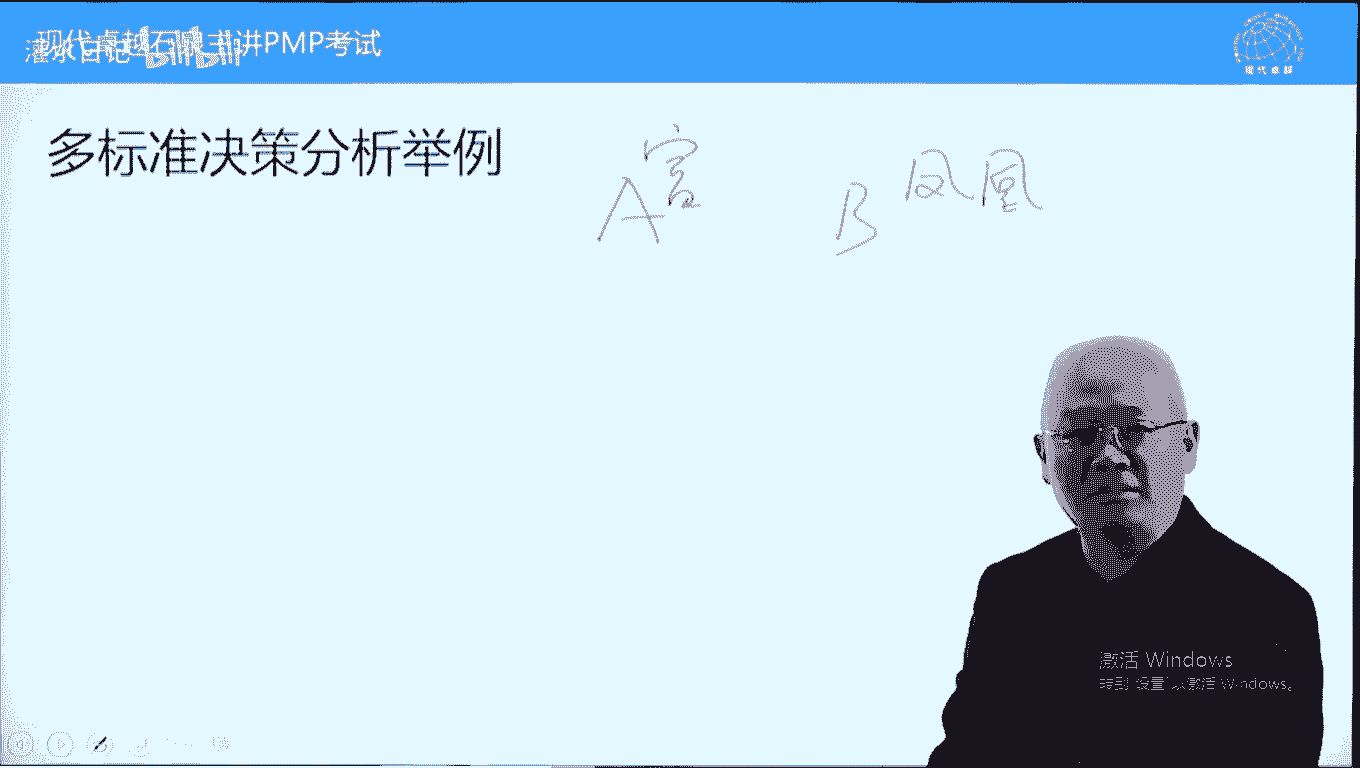 现代卓越石泉主讲PMP考试
灌水日记 bilibili
现代卓越
多标准决策分析举例
A 富
B 凤凰
激活 Windows
转到"设置"以激活 Windows。